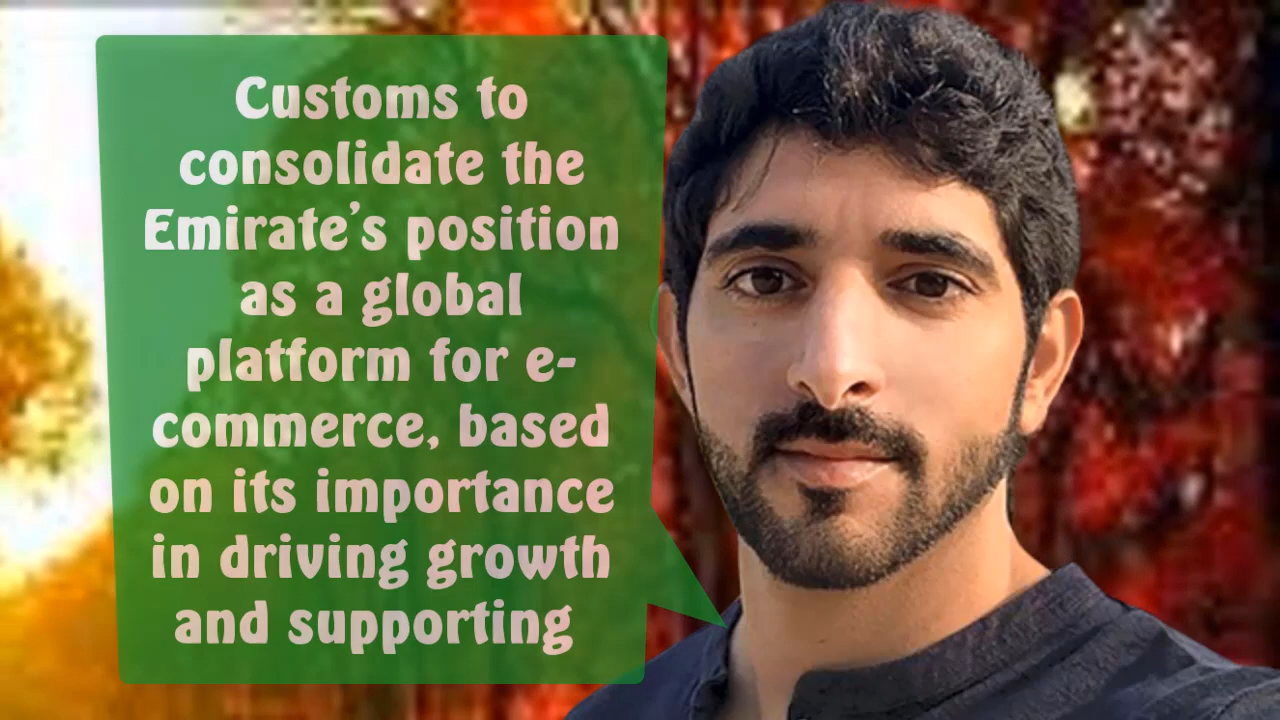 Customs to
consolidate the
Emirate’s position
as a global
platform for e-
commerce, based
on its importance
in driving growth
and supporting